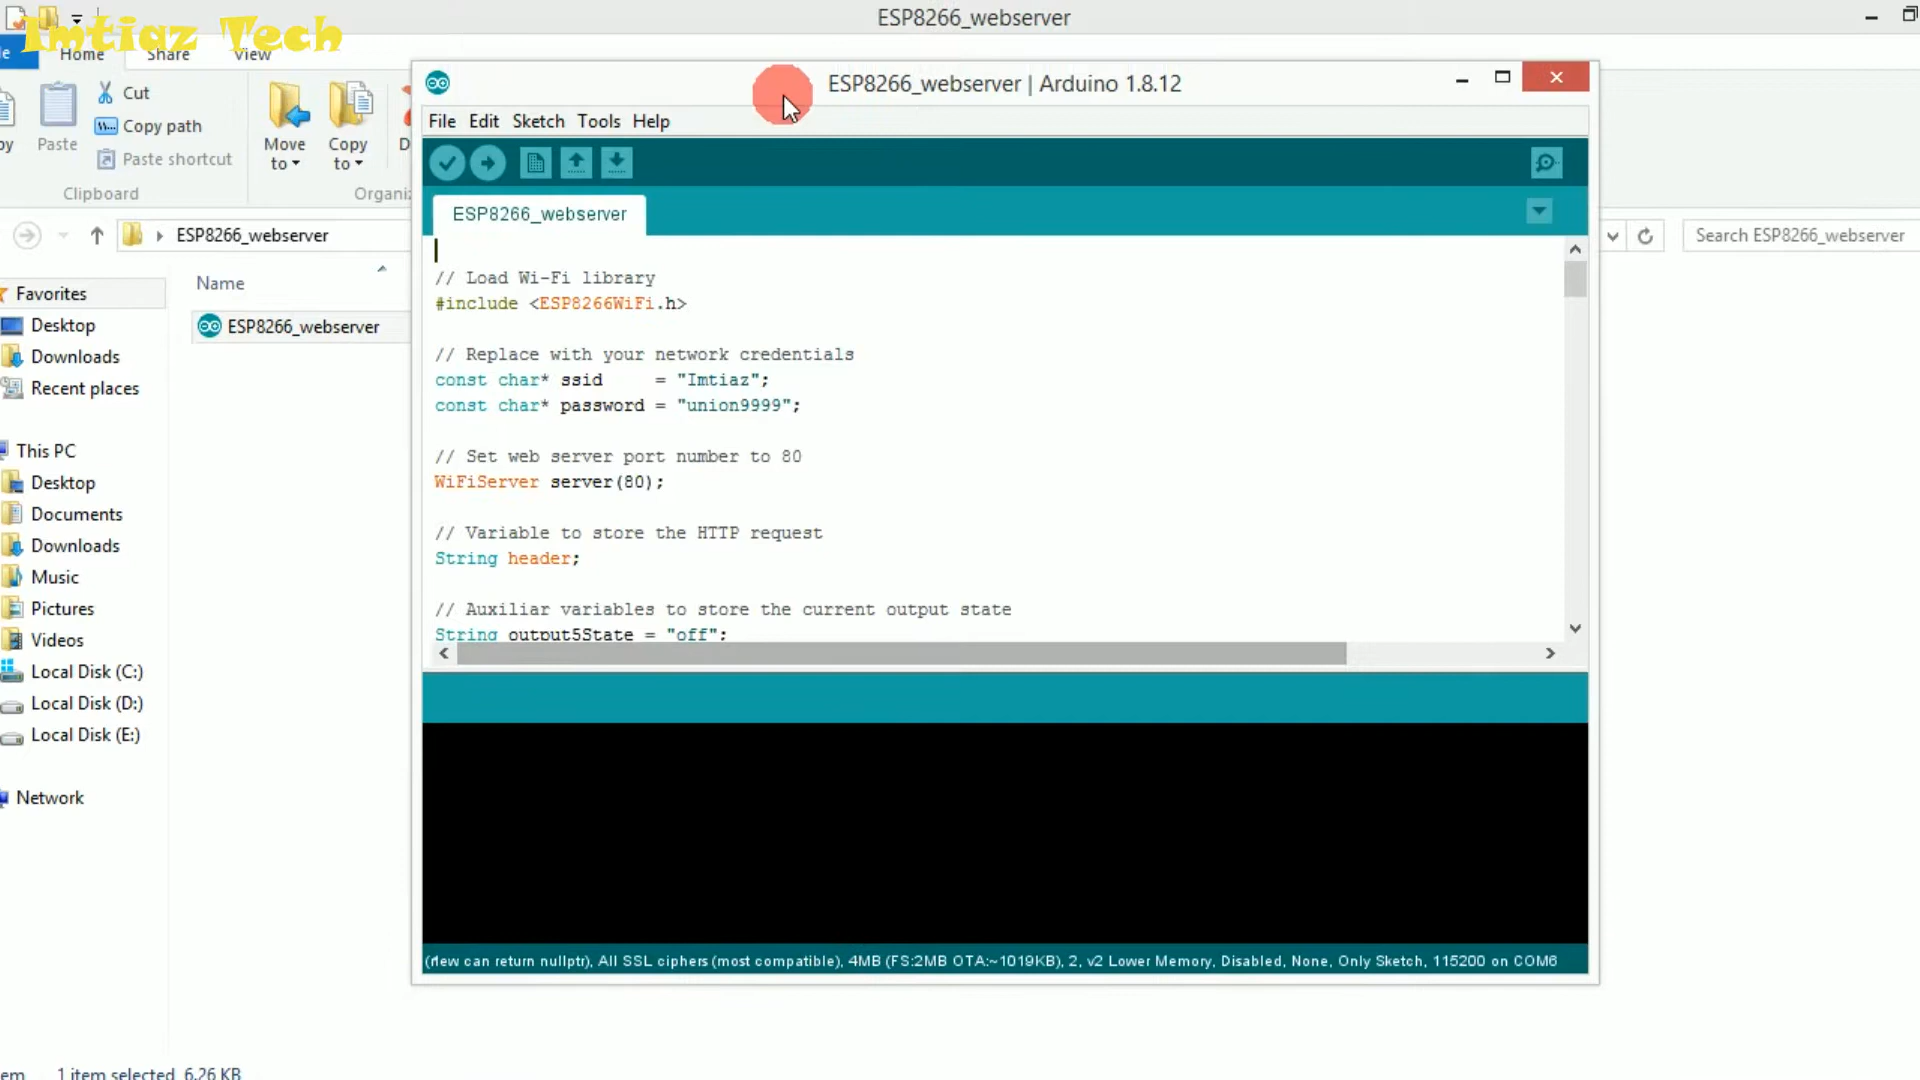 Imtiaz Tech
ESP8266_webserver
Home
Share
View
Cut
Copy path
Paste shortcut
Paste
Move to
Copy to
Clipboard
ESP8266_webserver
Search ESP8266_webserver
Name
ESP8266_webserver
Favorites
Desktop
Downloads
Recent places
This PC
Desktop
Documents
Downloads
Music
Pictures
Videos
Local Disk (C:)
Local Disk (D:)
Local Disk (E:)
Network
1 item selected 6.26 KB
ESP8266_webserver | Arduino 1.8.12
File Edit Sketch Tools Help
ESP8266_webserver
// Load Wi-Fi library
#include <ESP8266WiFi.h>
// Replace with your network credentials
const char* ssid     = "Imtiaz";
const char* password = "union9999";
// Set web server port number to 80
WiFiServer server(80);
// Variable to store the HTTP request
String header;
// Auxiliar variables to store the current output state
String output5State = "off";
can return nullptr), All SSL ciphers (most compatible), 4MB (FS:2MB OTA:~1019KB), 2, v2 Lower Memory, Disabled, None, Only Sketch, 115200 on COM6